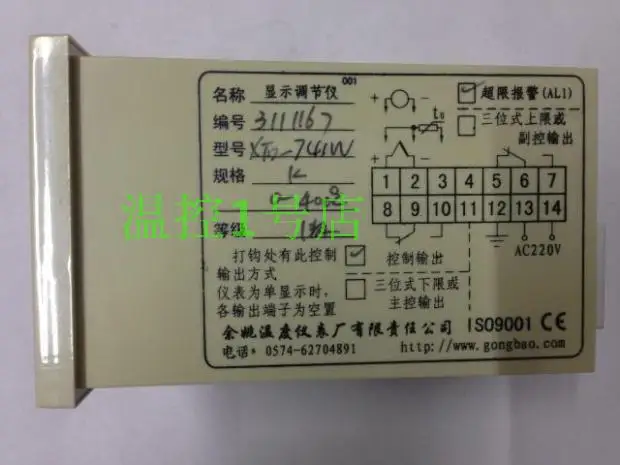 001
名称 显示调节仪
编号 3111167
型号 XTD-741W
规格 K
等级
打钩处有此控制
输出方式
仪表为单显示时,
各输出端子为空置
+ - ✓ 超限报警(AL1)
+ t₀ 三位式上限或
副控输出
+ -
1 2 3 4 5 6 7
8 9 10 11 12 13 14
AC220V
✓ 控制输出
三位式下限或
主控输出
余姚温度仪表厂有限责任公司 ISO9001 CE
电话* 0574-62704891 http://www.gongbao.com
温控1号店